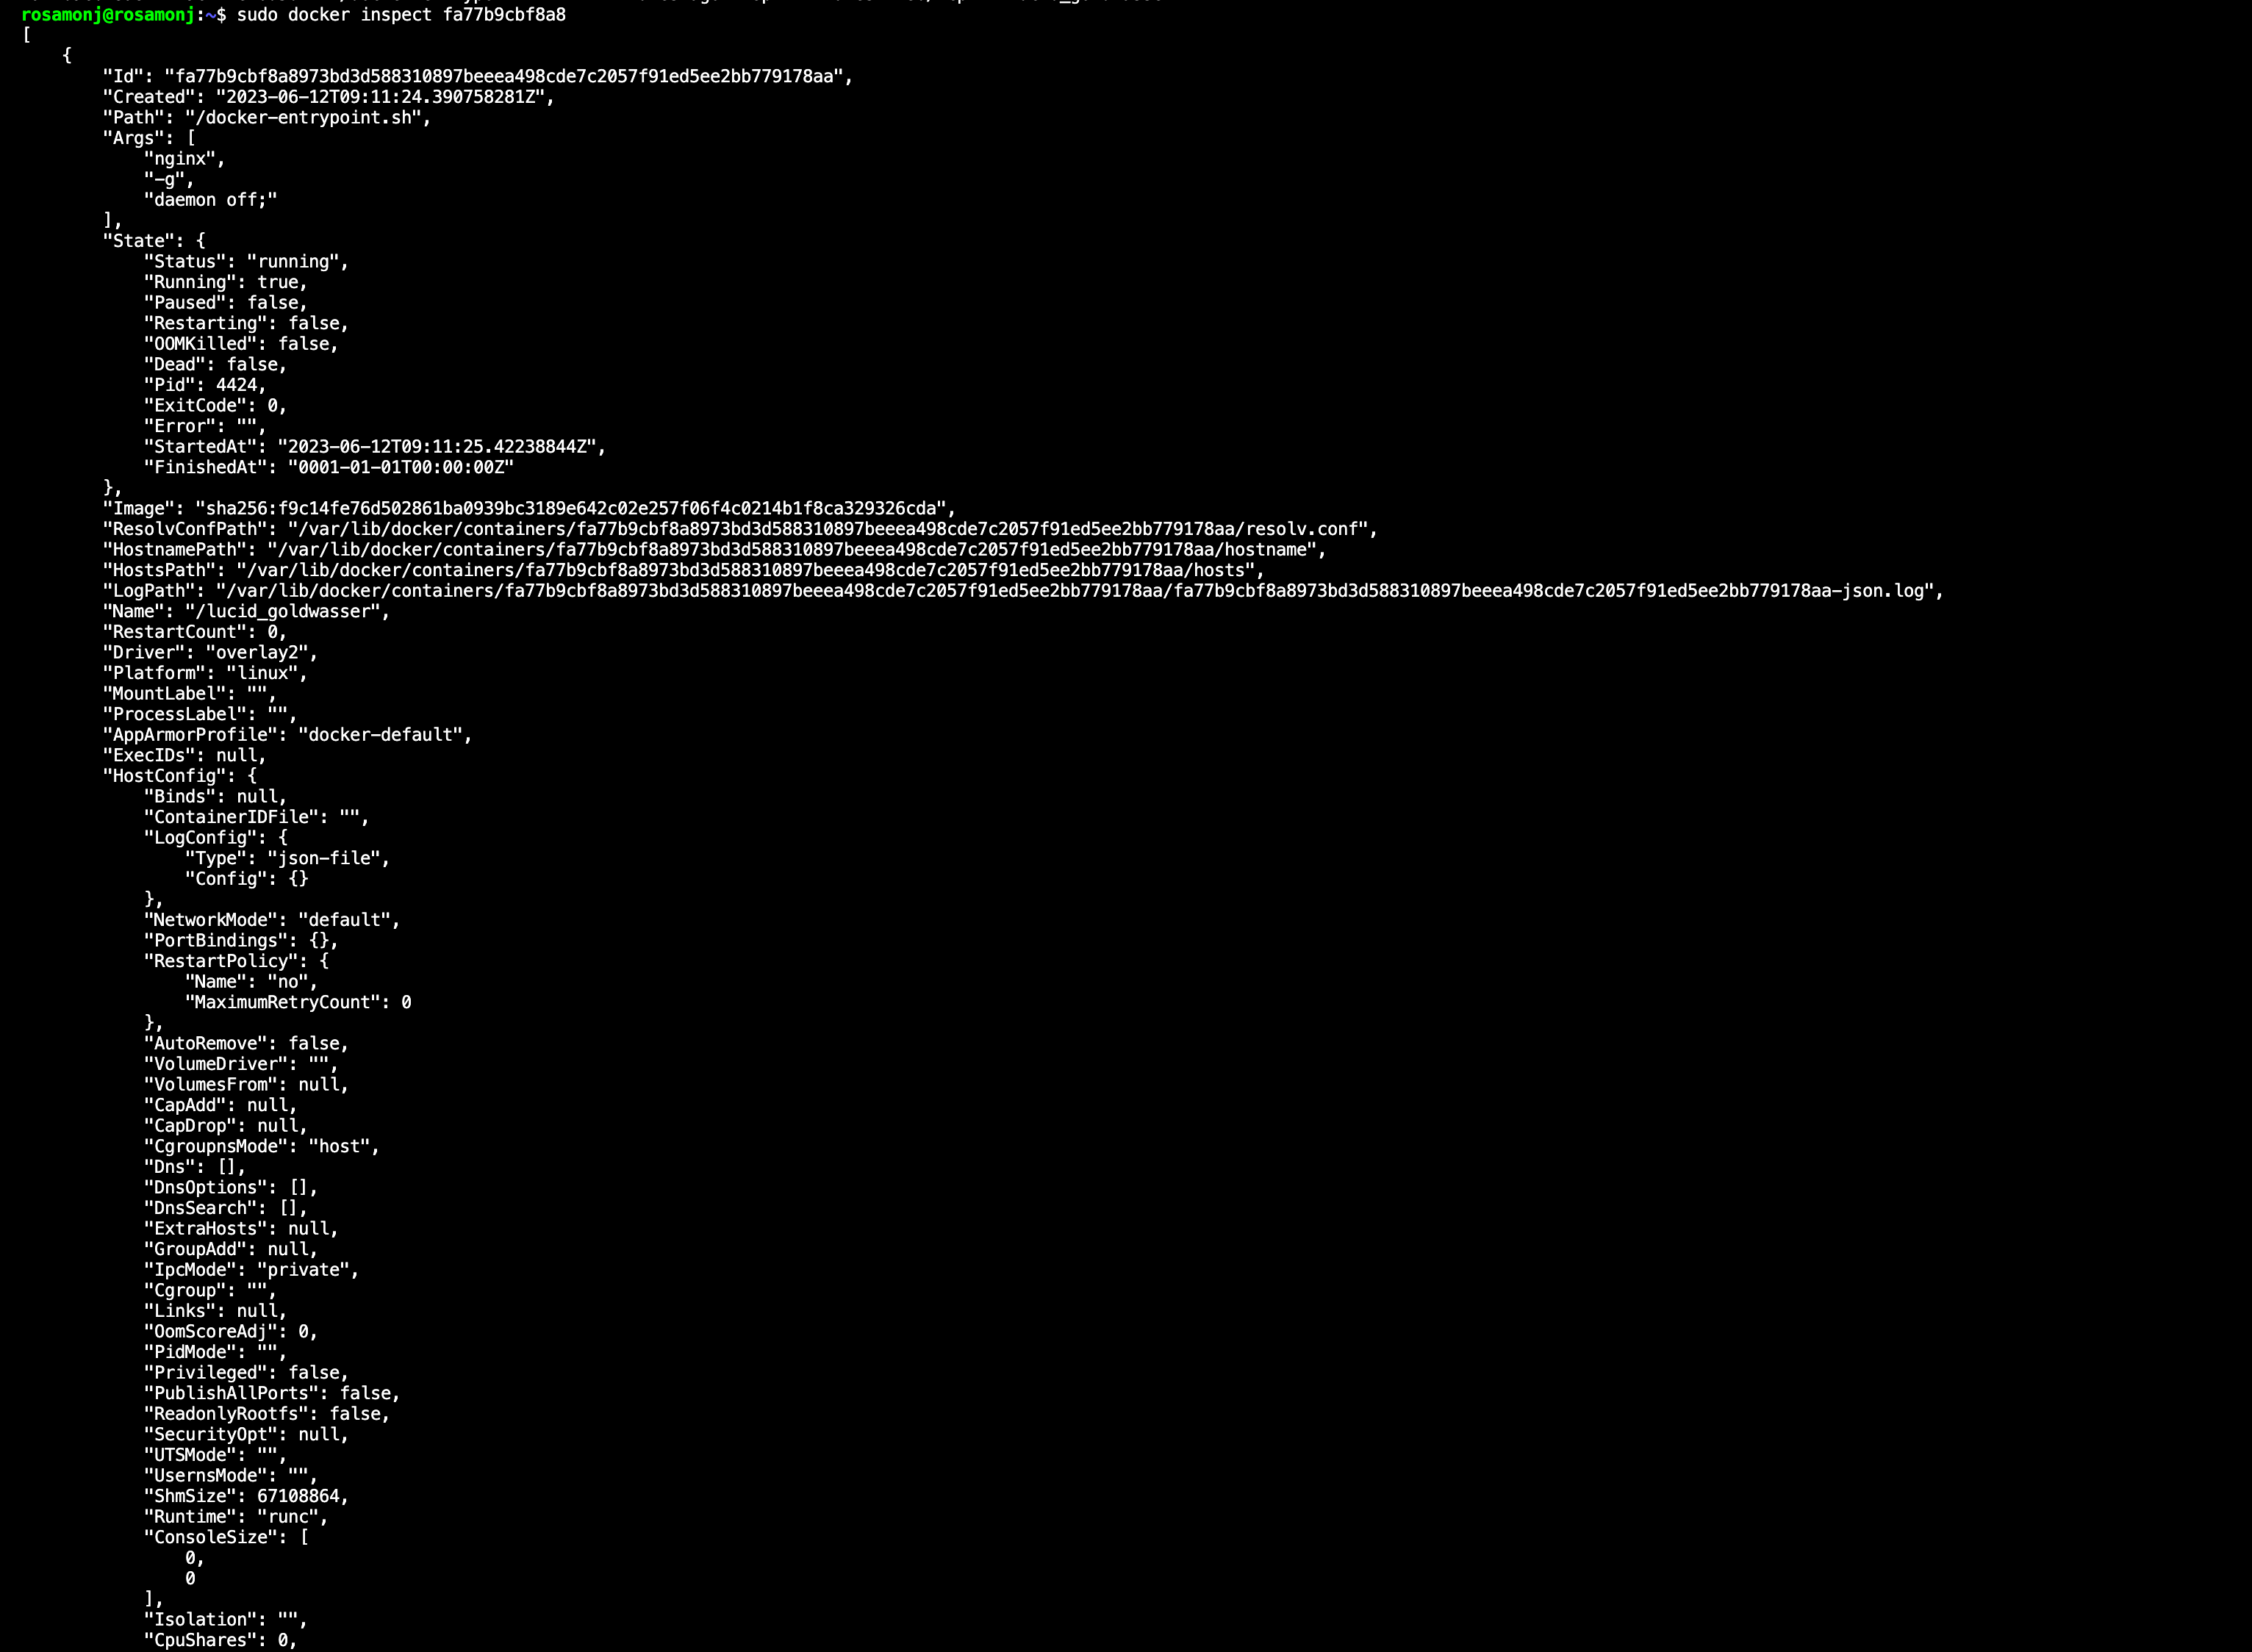 rosamonj@rosamonj:~$ sudo docker inspect fa77b9cbf8a8
[
    {
        "Id": "fa77b9cbf8a8973bd3d588310897beeea498cde7c2057f91ed5ee2bb779178aa",
        "Created": "2023-06-12T09:11:24.390758281Z",
        "Path": "/docker-entrypoint.sh",
        "Args": [
            "nginx",
            "-g",
            "daemon off;"
        ],
        "State": {
            "Status": "running",
            "Running": true,
            "Paused": false,
            "Restarting": false,
            "OOMKilled": false,
            "Dead": false,
            "Pid": 4424,
            "ExitCode": 0,
            "Error": "",
            "StartedAt": "2023-06-12T09:11:25.42238844Z",
            "FinishedAt": "0001-01-01T00:00:00Z"
        },
        "Image": "sha256:f9c14fe76d502861ba0939bc3189e642c02e257f06f4c0214b1f8ca329326cda",
        "ResolvConfPath": "/var/lib/docker/containers/fa77b9cbf8a8973bd3d588310897beeea498cde7c2057f91ed5ee2bb779178aa/resolv.conf",
        "HostnamePath": "/var/lib/docker/containers/fa77b9cbf8a8973bd3d588310897beeea498cde7c2057f91ed5ee2bb779178aa/hostname",
        "HostsPath": "/var/lib/docker/containers/fa77b9cbf8a8973bd3d588310897beeea498cde7c2057f91ed5ee2bb779178aa/hosts",
        "LogPath": "/var/lib/docker/containers/fa77b9cbf8a8973bd3d588310897beeea498cde7c2057f91ed5ee2bb779178aa/fa77b9cbf8a8973bd3d588310897beeea498cde7c2057f91ed5ee2bb779178aa-json.log",
        "Name": "/lucid_goldwasser",
        "RestartCount": 0,
        "Driver": "overlay2",
        "Platform": "linux",
        "MountLabel": "",
        "ProcessLabel": "",
        "AppArmorProfile": "docker-default",
        "ExecIDs": null,
        "HostConfig": {
            "Binds": null,
            "ContainerIDFile": "",
            "LogConfig": {
                "Type": "json-file",
                "Config": {}
            },
            "NetworkMode": "default",
            "PortBindings": {},
            "RestartPolicy": {
                "Name": "no",
                "MaximumRetryCount": 0
            },
            "AutoRemove": false,
            "VolumeDriver": "",
            "VolumesFrom": null,
            "CapAdd": null,
            "CapDrop": null,
            "CgroupnsMode": "host",
            "Dns": [],
            "DnsOptions": [],
            "DnsSearch": [],
            "ExtraHosts": null,
            "GroupAdd": null,
            "IpcMode": "private",
            "Cgroup": "",
            "Links": null,
            "OomScoreAdj": 0,
            "PidMode": "",
            "Privileged": false,
            "PublishAllPorts": false,
            "ReadonlyRootfs": false,
            "SecurityOpt": null,
            "UTSMode": "",
            "UsernsMode": "",
            "ShmSize": 67108864,
            "Runtime": "runc",
            "ConsoleSize": [
                0,
                0
            ],
            "Isolation": "",
            "CpuShares": 0,